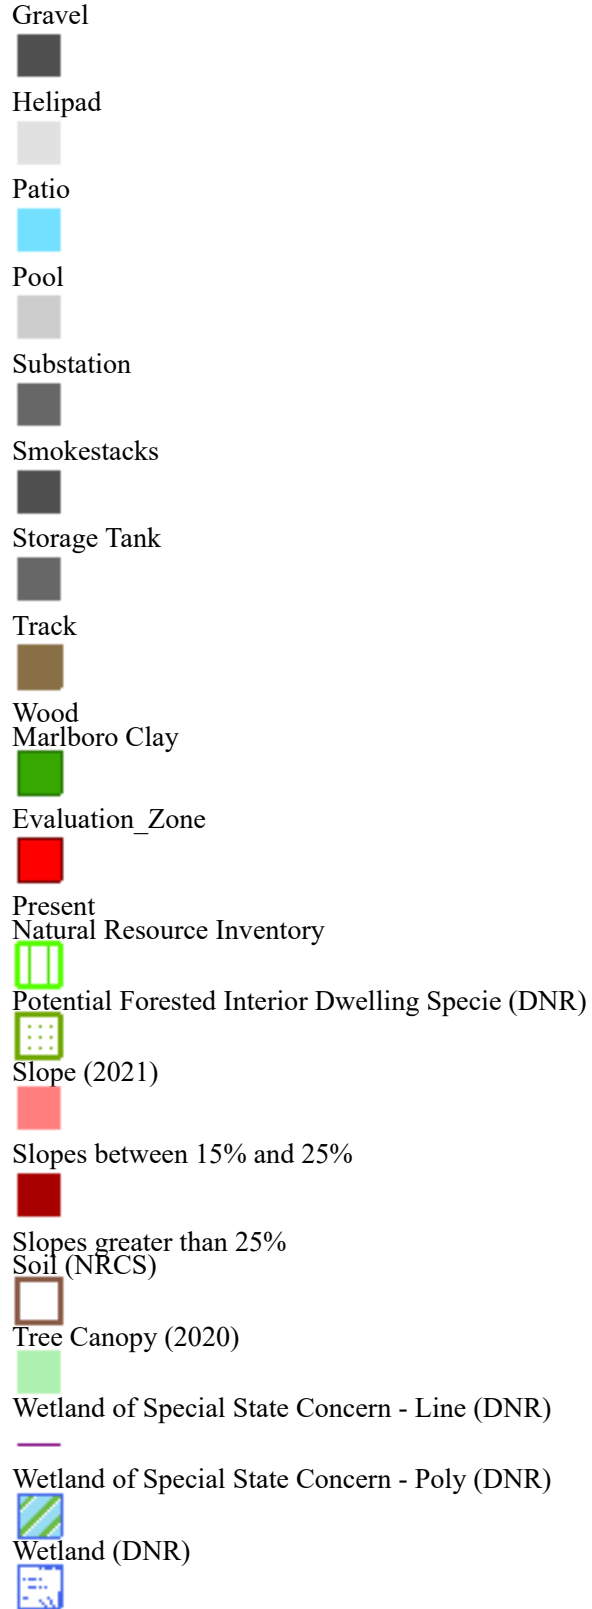 Gravel
Helipad
Patio
Pool
Substation
Smokestacks
Storage Tank
Track
Wood
Marlboro Clay
Evaluation_Zone
Present
Natural Resource Inventory
Potential Forested Interior Dwelling Specie (DNR)
Slope (2021)
Slopes between 15% and 25%
Slopes greater than 25%
Soil (NRCS)
Tree Canopy (2020)
Wetland of Special State Concern - Line (DNR)
Wetland of Special State Concern - Poly (DNR)
Wetland (DNR)